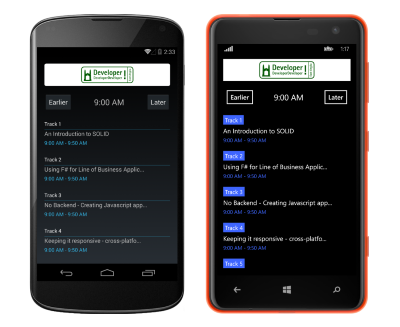 2:33
Developer!
DeveloperDeveloper
Earlier
9:00 AM
Later
Track 1
An Introduction to SOLID
9:00 AM - 9:50 AM
Track 2
Using F# for Line of Business Applic...
9:00 AM - 9:50 AM
Track 3
No Backend - Creating Javascript app...
9:00 AM - 9:50 AM
Track 4
Keeping it responsive - cross-platfo...
9:00 AM - 9:50 AM
1:17
Developer!
DeveloperDeveloper
Earlier
9:00 AM
Later
Track 1
An Introduction to SOLID
9:00 AM - 9:50 AM
Track 2
Using F# for Line of Business Applic...
9:00 AM - 9:50 AM
Track 3
No Backend - Creating Javascript app...
9:00 AM - 9:50 AM
Track 4
Keeping it responsive - cross-platfo...
9:00 AM - 9:50 AM
Track 5